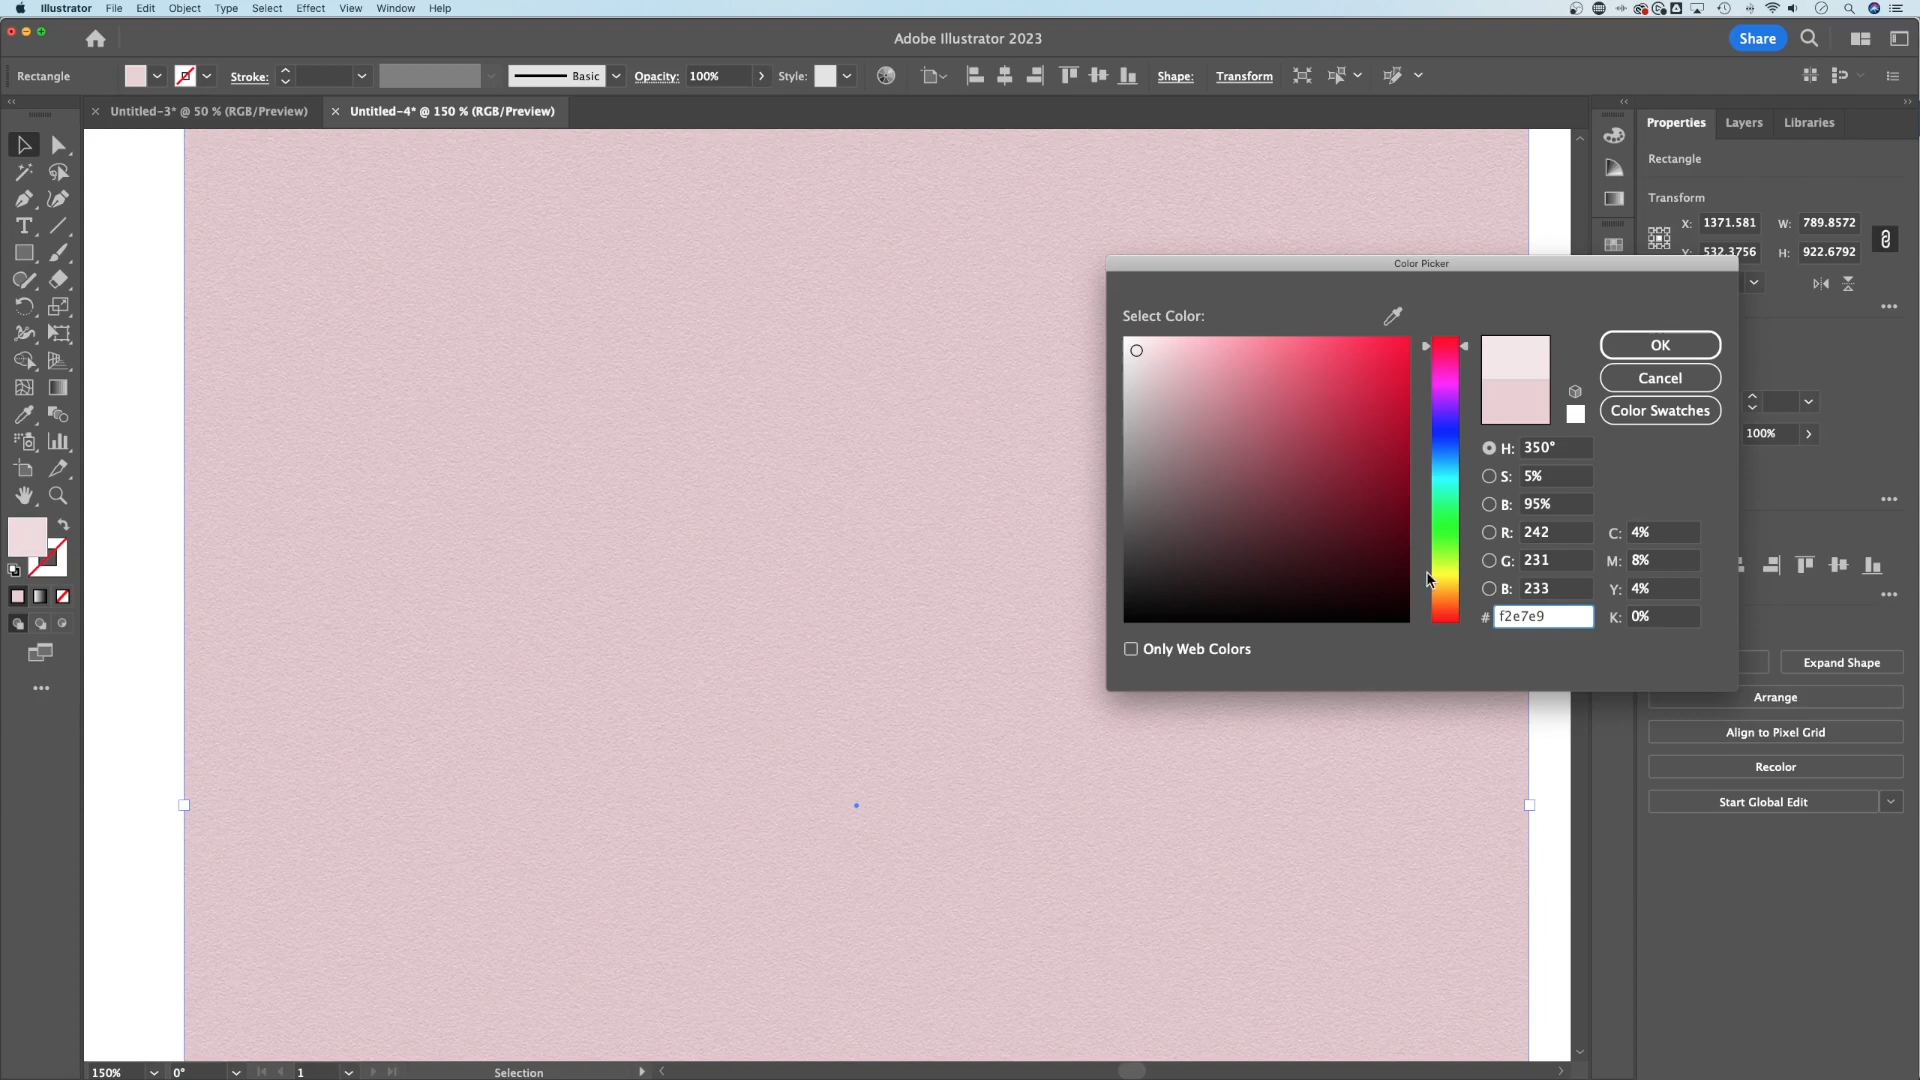 Illustrator File Edit Object Type Select Effect View Window Help
Adobe Illustrator 2023
Share
Rectangle
Stroke:
Basic
Opacity: 100%
Style:
Shape:
Transform
Untitled-3* @ 50 % (RGB/Preview)
Untitled-4* @ 150 % (RGB/Preview)
Properties Layers Libraries
Rectangle
Transform
X: 1371.581 W: 789.8572
Y: 532.3756 H: 922.6792
Color Picker
Select Color:
OK
Cancel
Color Swatches
H: 350°
S: 5%
B: 95%
R: 242 C: 4%
G: 231 M: 8%
B: 233 Y: 4%
# f2e7e9 K: 0%
Only Web Colors
100%
Expand Shape
Arrange
Align to Pixel Grid
Recolor
Start Global Edit
150% 0° 1 Selection